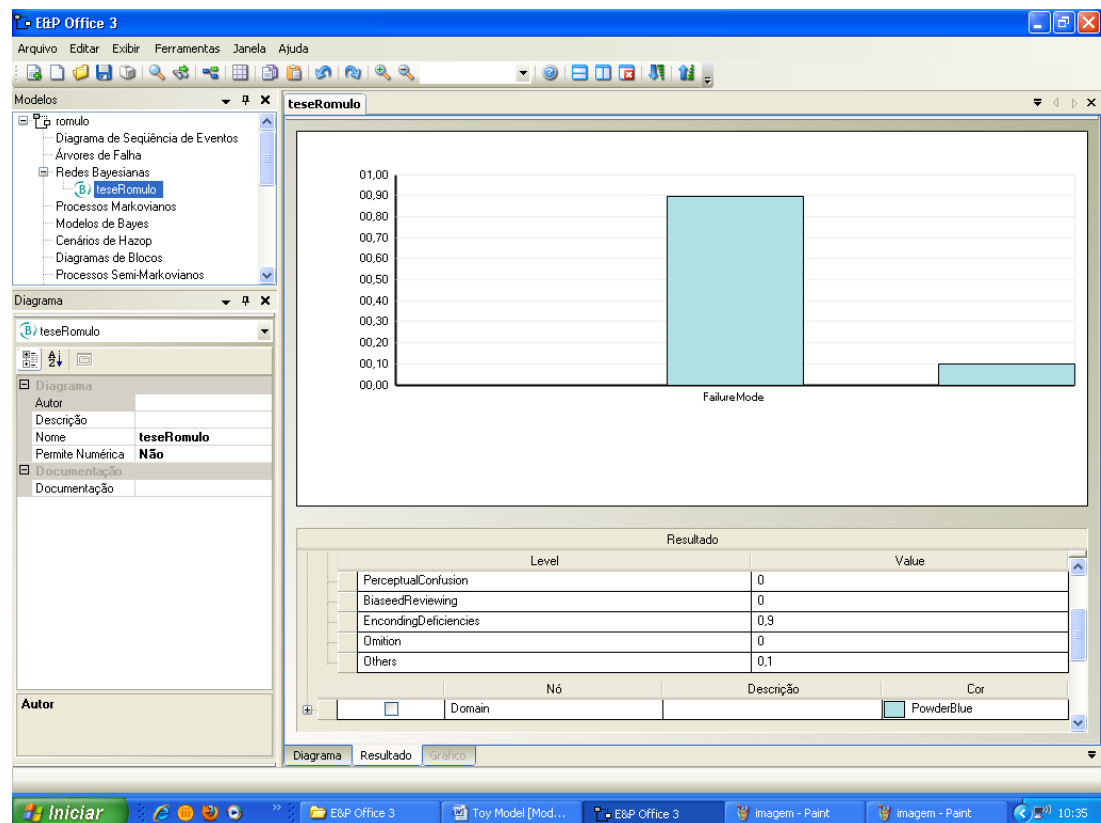 E&P Office 3
Arquivo Editar Exibir Ferramentas Janela Ajuda
Modelos
romulo
Diagrama de Seqüência de Eventos
Árvores de Falha
Redes Bayesianas
teseRomulo
Processos Markovianos
Modelos de Bayes
Cenários de Hazop
Diagramas de Blocos
Processos Semi-Markovianos
Diagrama
teseRomulo
Diagrama
Autor
Descrição
Nome teseRomulo
Permite Numérica Não
Documentação
Documentação
Autor
teseRomulo
01,00
00,90
00,80
00,70
00,60
00,50
00,40
00,30
00,20
00,10
00,00
FailureMode
Resultado
Level Value
PerceptualConfusion 0
BiaseedReviewing 0
EncondingDeficiencies 0,9
Omition 0
Others 0,1
Nó Descrição Cor
Domain PowderBlue
Diagrama Resultado Gráfico
Iniciar E&P Office 3 Toy Model [Mod... E&P Office 3 imagem - Paint imagem - Paint 10:35